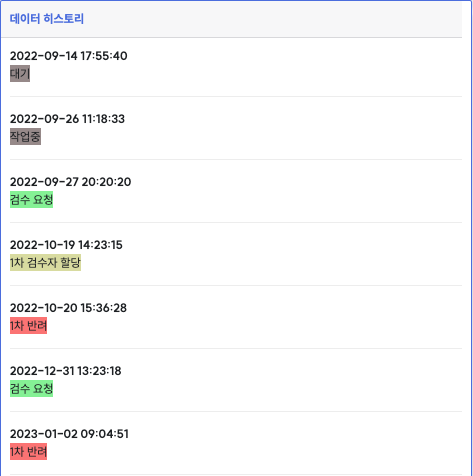 데이터 히스토리
2022-09-14 17:55:40
대기
2022-09-26 11:18:33
작업중
2022-09-27 20:20:20
검수 요청
2022-10-19 14:23:15
1차 검수자 할당
2022-10-20 15:36:28
1차 반려
2022-12-31 13:23:18
검수 요청
2023-01-02 09:04:51
1차 반려